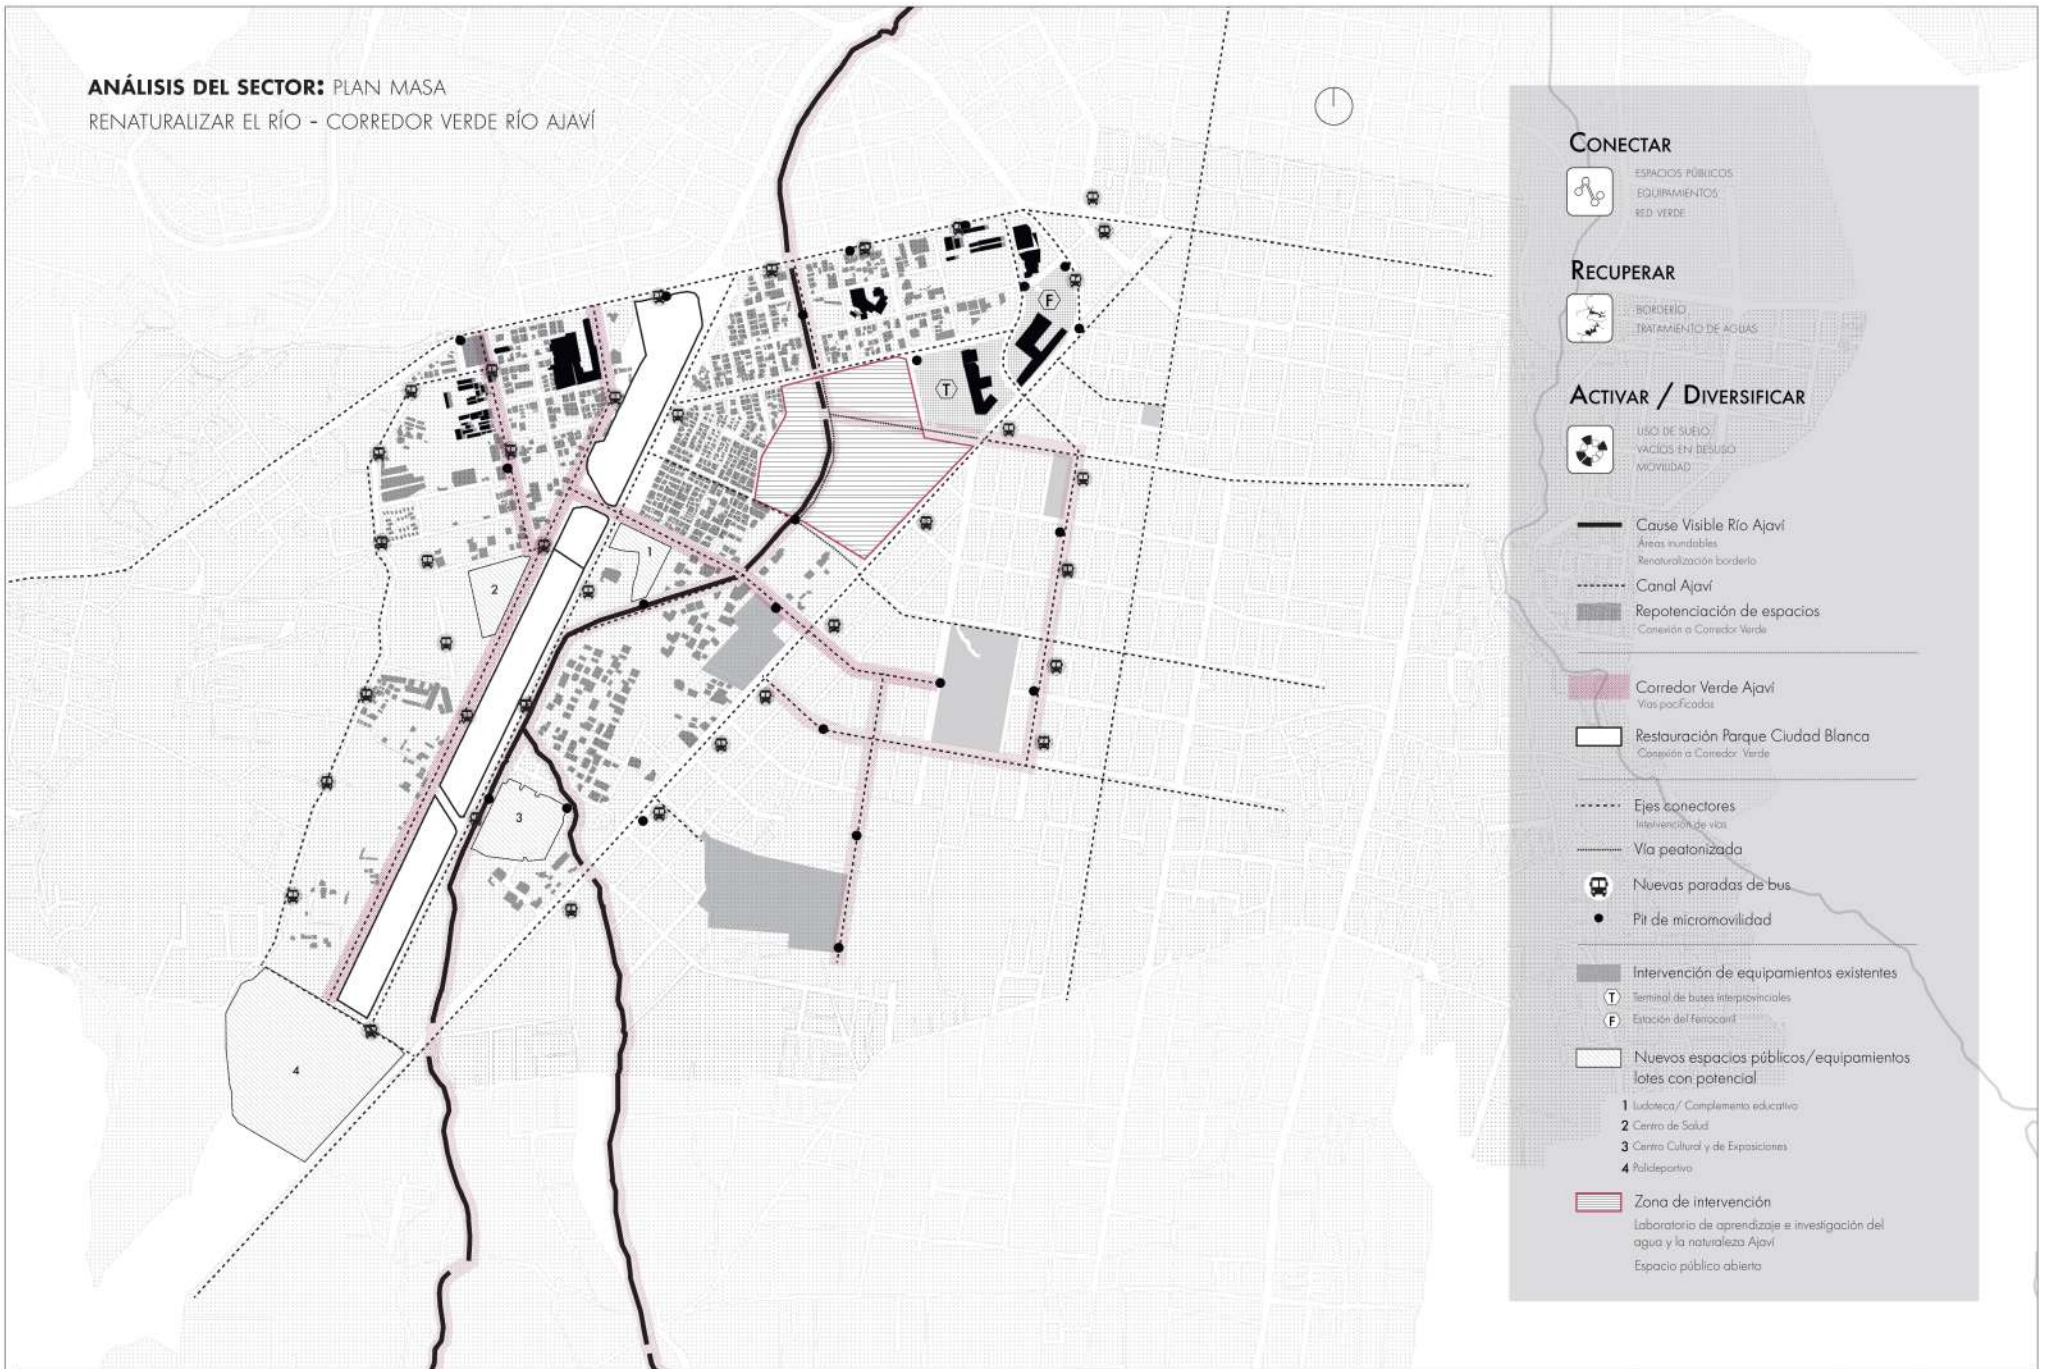 ANÁLISIS DEL SECTOR: PLAN MASA
RENATURALIZAR EL RÍO - CORREDOR VERDE RÍO AJAVÍ
F
T
1
2
3
4
CONECTAR
ESPACIOS PÚBLICOS
EQUIPAMIENTOS
RED VERDE
RECUPERAR
BORDERÍO
TRATAMIENTO DE AGUAS
ACTIVAR / DIVERSIFICAR
USO DE SUELO
VACÍOS EN DESUSO
MOVILIDAD
Cause Visible Río Ajaví
Áreas inundables
Renaturalización borderío
Canal Ajaví
Repotenciación de espacios
Conexión a Corredor Verde
Corredor Verde Ajaví
Vías pacificadas
Restauración Parque Ciudad Blanca
Conexión a Corredor Verde
Ejes conectores
Intervención de vías
Vía peatonizada
Nuevas paradas de bus
Pit de micromovilidad
Intervención de equipamientos existentes
T Terminal de buses interprovinciales
F Estación del Ferrocarril
Nuevos espacios públicos/equipamientos
lotes con potencial
1 Ludoteca/ Complemento educativo
2 Centro de Salud
3 Centro Cultural y de Exposiciones
4 Polideportivo
Zona de intervención
Laboratorio de aprendizaje e investigación del
agua y la naturaleza Ajaví
Espacio público abierto